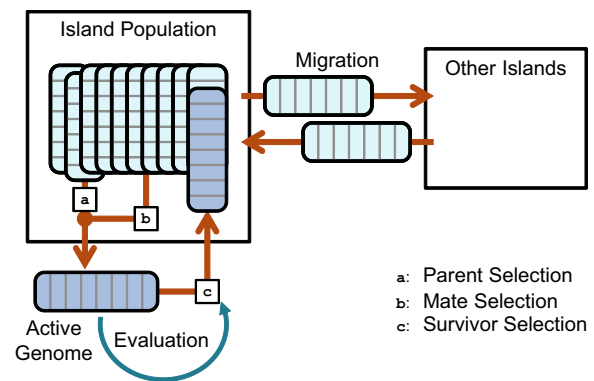 Island Population
Migration
Other Islands
a
b
c
Active
Genome
Evaluation
a: Parent Selection
b: Mate Selection
c: Survivor Selection